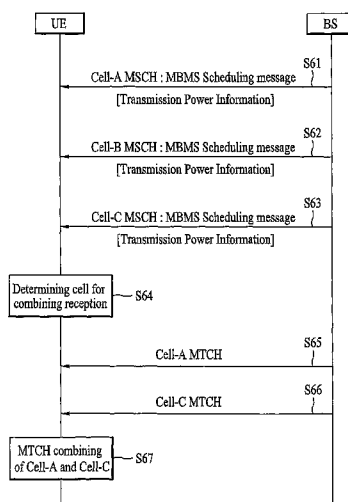 UE
BS
S61
Cell-A MSCH : MBMS Scheduling message
[Transmission Power Information]
S62
Cell-B MSCH : MBMS Scheduling message
[Transmission Power Information]
S63
Cell-C MSCH : MBMS Scheduling message
[Transmission Power Information]
Determining cell for
combining reception
S64
S65
Cell-A MTCH
S66
Cell-C MTCH
MTCH combining
of Cell-A and Cell-C
S67